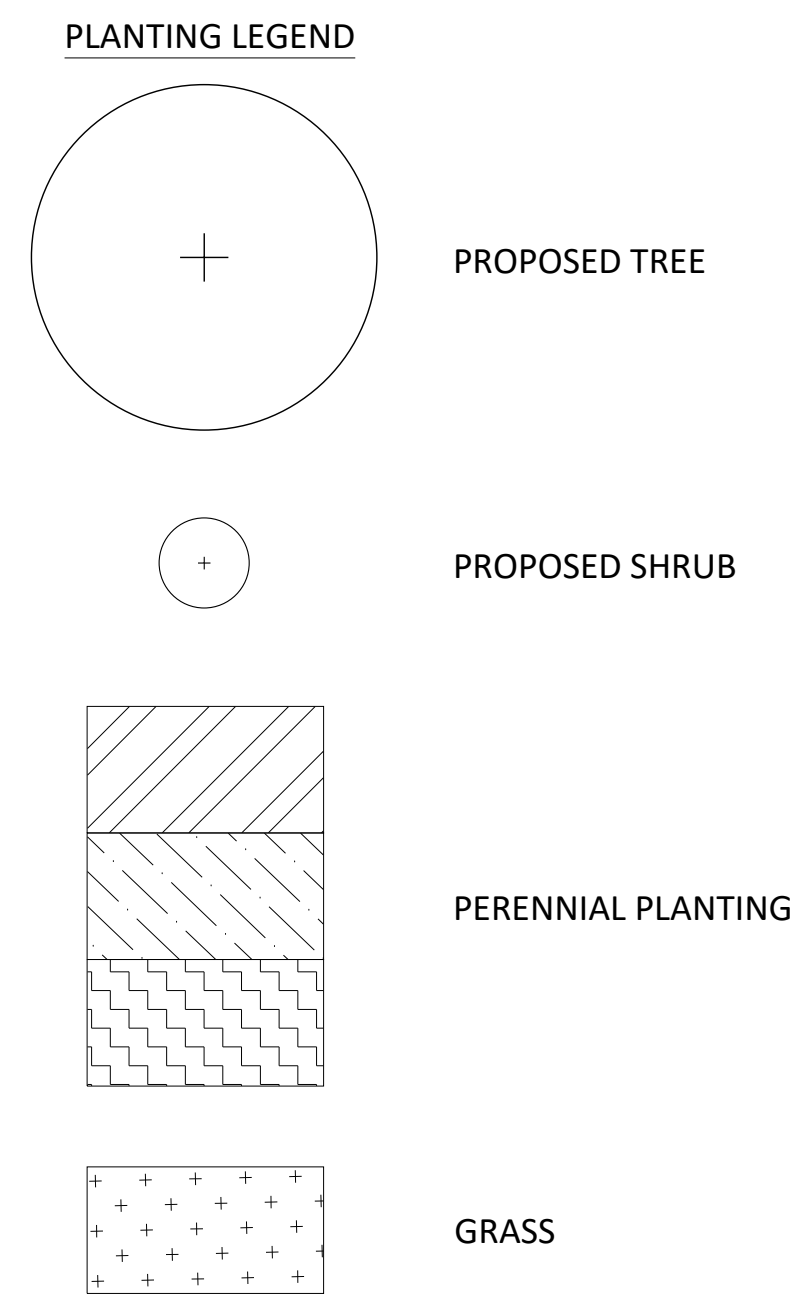 PLANTING LEGEND
PROPOSED TREE
PROPOSED SHRUB
PERENNIAL PLANTING
GRASS